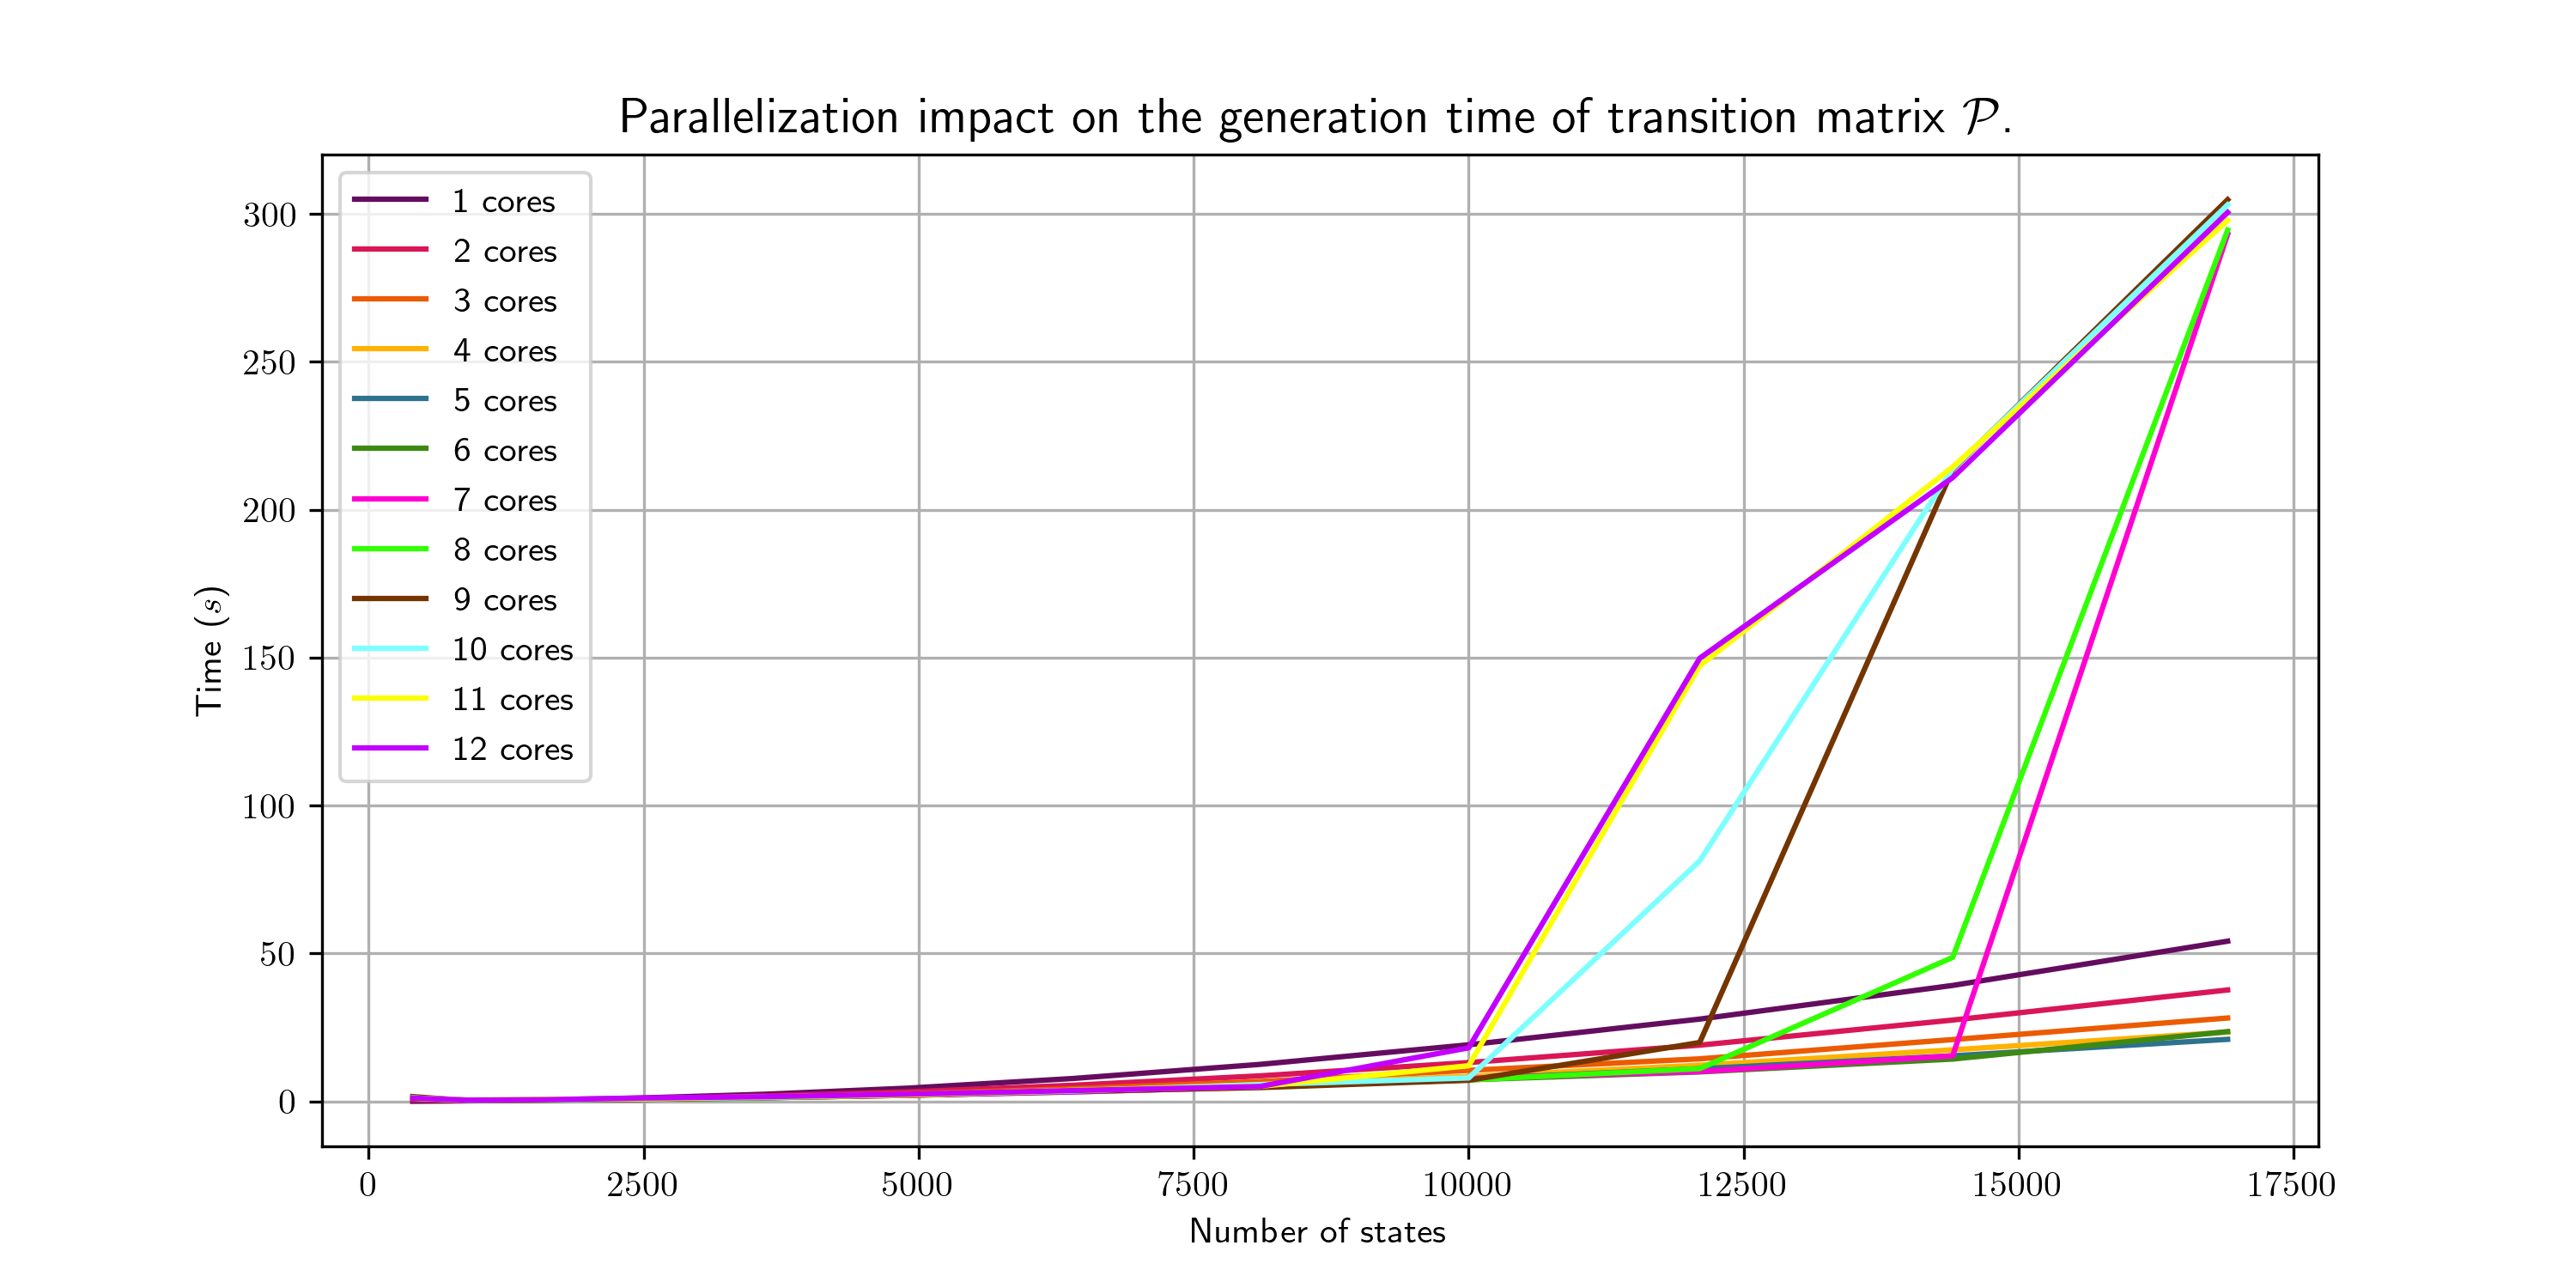 Parallelization impact on the generation time of transition matrix 𝒫.
1 cores
2 cores
3 cores
4 cores
5 cores
6 cores
7 cores
8 cores
9 cores
10 cores
11 cores
12 cores
Time (s)
300
250
200
150
100
50
0
0 2500 5000 7500 10000 12500 15000 17500
Number of states